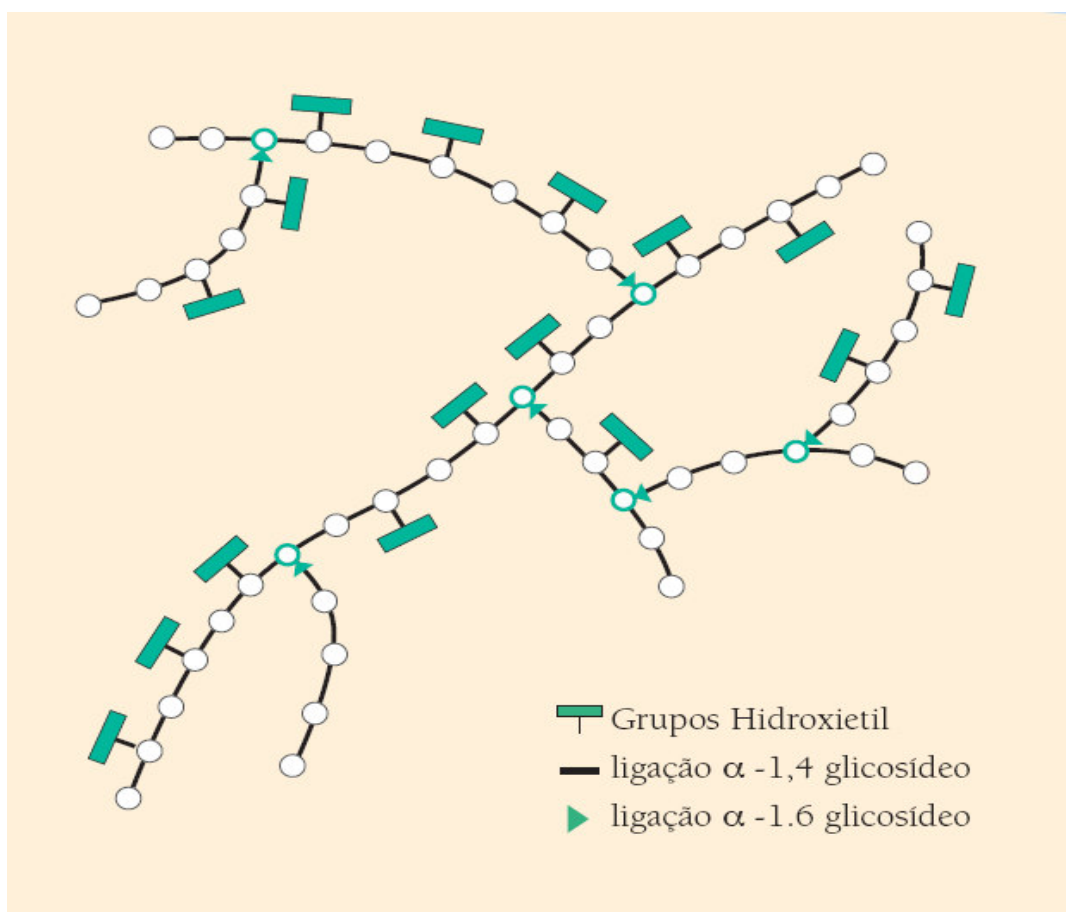 Grupos Hidroxietil
ligação α -1,4 glicosídeo
ligação α -1.6 glicosídeo